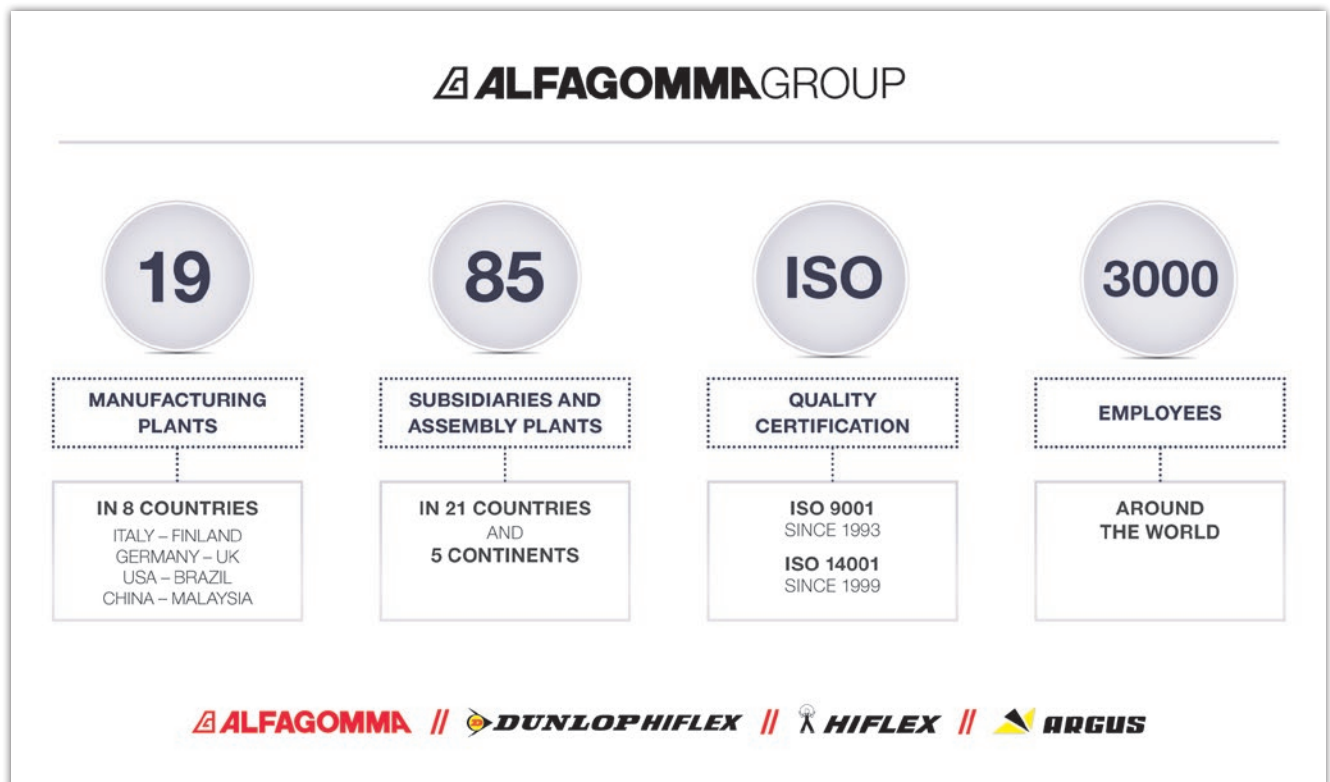 ALFAGOMMAGROUP
19
MANUFACTURING
PLANTS
IN 8 COUNTRIES
ITALY – FINLAND
GERMANY – UK
USA – BRAZIL
CHINA – MALAYSIA
85
SUBSIDIARIES AND
ASSEMBLY PLANTS
IN 21 COUNTRIES
AND
5 CONTINENTS
ISO
QUALITY
CERTIFICATION
ISO 9001
SINCE 1993
ISO 14001
SINCE 1999
3000
EMPLOYEES
AROUND
THE WORLD
ALFAGOMMA // DUNLOPHIFLEX // HIFLEX // ARGUS